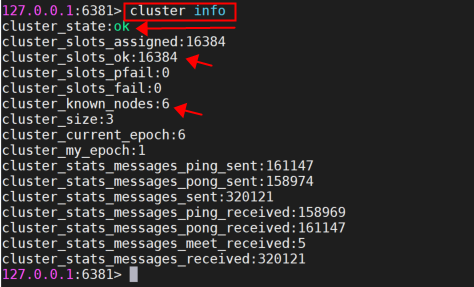 127.0.0.1:6381> cluster info
cluster_state:ok
cluster_slots_assigned:16384
cluster_slots_ok:16384
cluster_slots_pfail:0
cluster_slots_fail:0
cluster_known_nodes:6
cluster_size:3
cluster_current_epoch:6
cluster_my_epoch:1
cluster_stats_messages_ping_sent:161147
cluster_stats_messages_pong_sent:158974
cluster_stats_messages_sent:320121
cluster_stats_messages_ping_received:158969
cluster_stats_messages_pong_received:161147
cluster_stats_messages_meet_received:5
cluster_stats_messages_received:320121
127.0.0.1:6381>